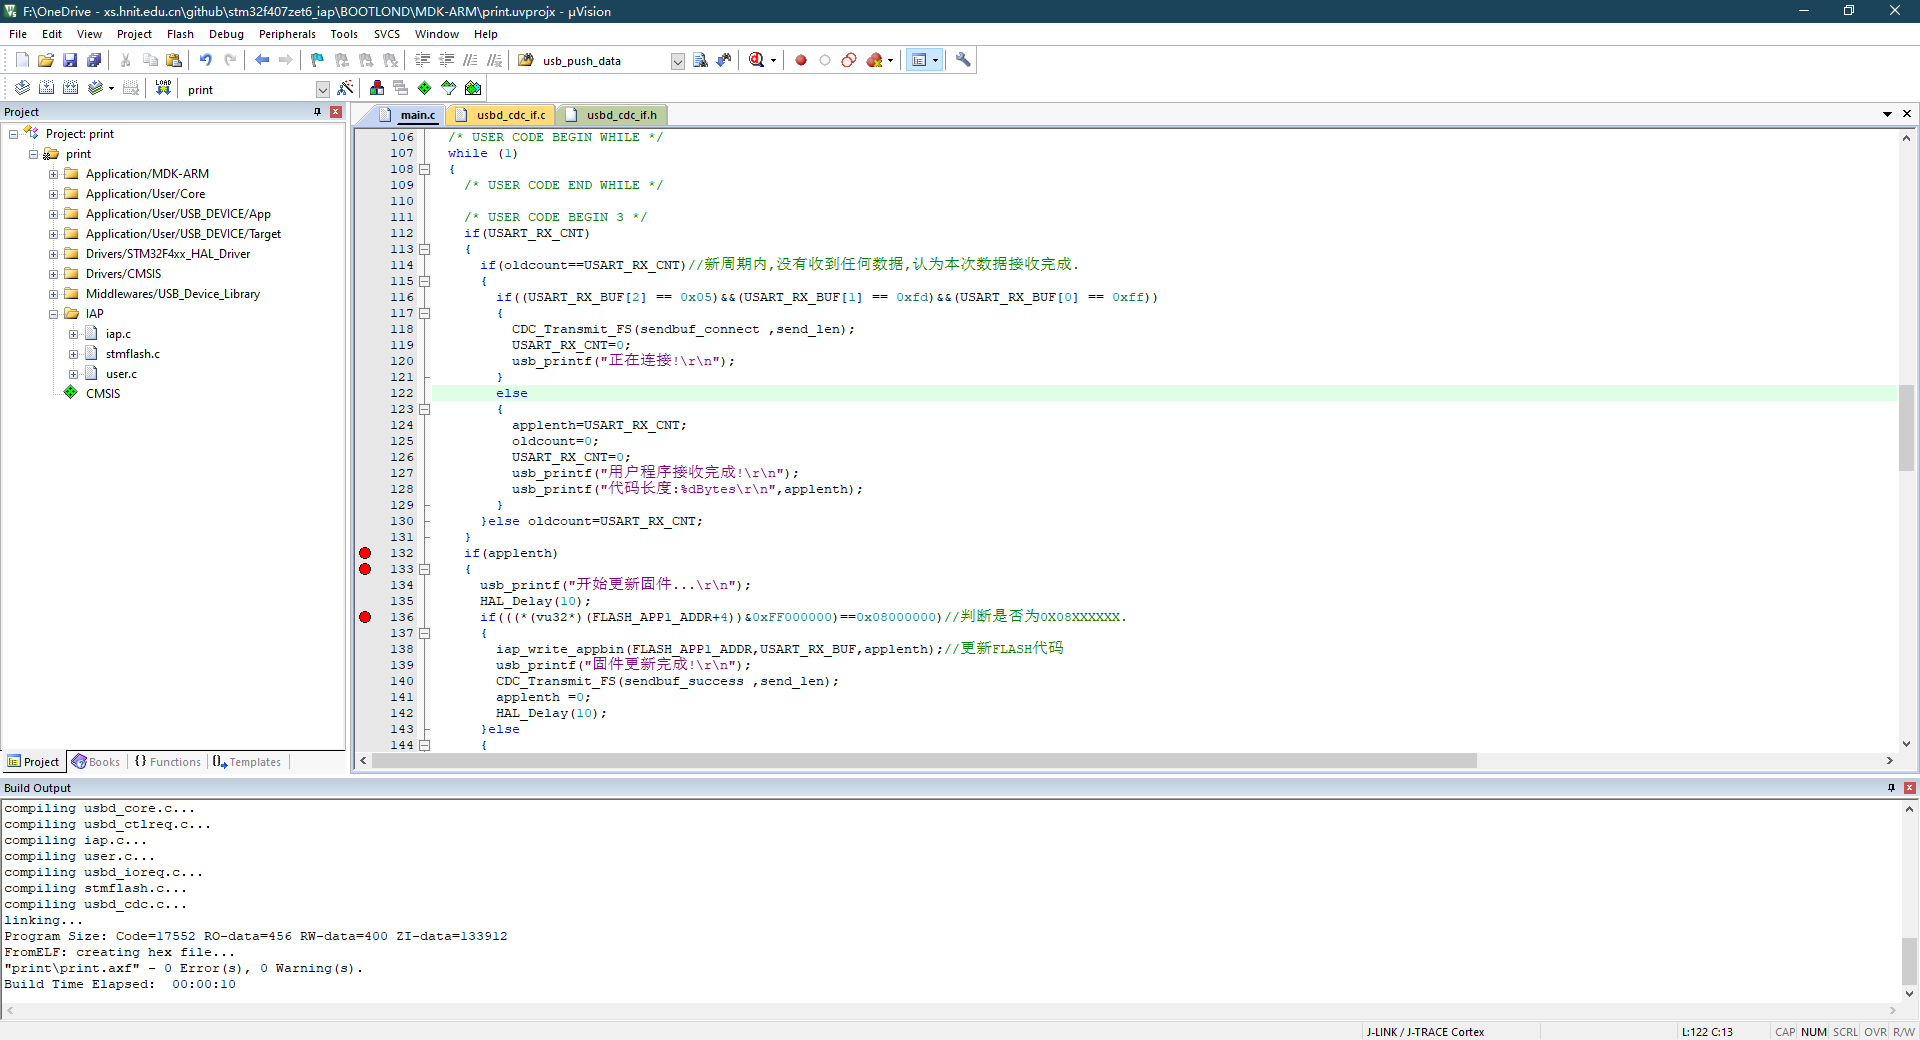 F:\OneDrive - xs.hnit.edu.cn\github\stm32f407zet6_iap\BOOTLOND\MDK-ARM\print.uvprojx - µVision
File Edit View Project Flash Debug Peripherals Tools SVCS Window Help
usb_push_data
LOAD
print
Project
Project: print
print
Application/MDK-ARM
Application/User/Core
Application/User/USB_DEVICE/App
Application/User/USB_DEVICE/Target
Drivers/STM32F4xx_HAL_Driver
Drivers/CMSIS
Middlewares/USB_Device_Library
IAP
iap.c
stmflash.c
user.c
CMSIS
Project Books {} Functions Templates
main.c usbd_cdc_if.c usbd_cdc_if.h
106 /* USER CODE BEGIN WHILE */
107 while (1)
108 {
109 /* USER CODE END WHILE */
110
111 /* USER CODE BEGIN 3 */
112 if(USART_RX_CNT)
113 {
114 if(oldcount==USART_RX_CNT)//新周期内,没有收到任何数据,认为本次数据接收完成.
115 {
116 if((USART_RX_BUF[2] == 0x05)&&(USART_RX_BUF[1] == 0xfd)&&(USART_RX_BUF[0] == 0xff))
117 {
118 CDC_Transmit_FS(sendbuf_connect ,send_len);
119 USART_RX_CNT=0;
120 usb_printf("正在连接!\r\n");
121 }
122 else
123 {
124 applenth=USART_RX_CNT;
125 oldcount=0;
126 USART_RX_CNT=0;
127 usb_printf("用户程序接收完成!\r\n");
128 usb_printf("代码长度:%dBytes\r\n",applenth);
129 }
130 }else oldcount=USART_RX_CNT;
131 }
132 if(applenth)
133 {
134 usb_printf("开始更新固件...\r\n");
135 HAL_Delay(10);
136 if(((*(vu32*)(FLASH_APP1_ADDR+4))&0xFF000000)==0x08000000)//判断是否为0X08XXXXXX.
137 {
138 iap_write_appbin(FLASH_APP1_ADDR,USART_RX_BUF,applenth);//更新FLASH代码
139 usb_printf("固件更新完成!\r\n");
140 CDC_Transmit_FS(sendbuf_success ,send_len);
141 applenth =0;
142 HAL_Delay(10);
143 }else
144 {
Build Output
compiling usbd_core.c...
compiling usbd_ctlreq.c...
compiling iap.c...
compiling user.c...
compiling usbd_ioreq.c...
compiling stmflash.c...
compiling usbd_cdc.c...
linking...
Program Size: Code=17552 RO-data=456 RW-data=400 ZI-data=133912
FromELF: creating hex file...
"print\print.axf" - 0 Error(s), 0 Warning(s).
Build Time Elapsed:  00:00:10
J-LINK / J-TRACE Cortex L:122 C:13 CAP NUM SCRL OVR R/W